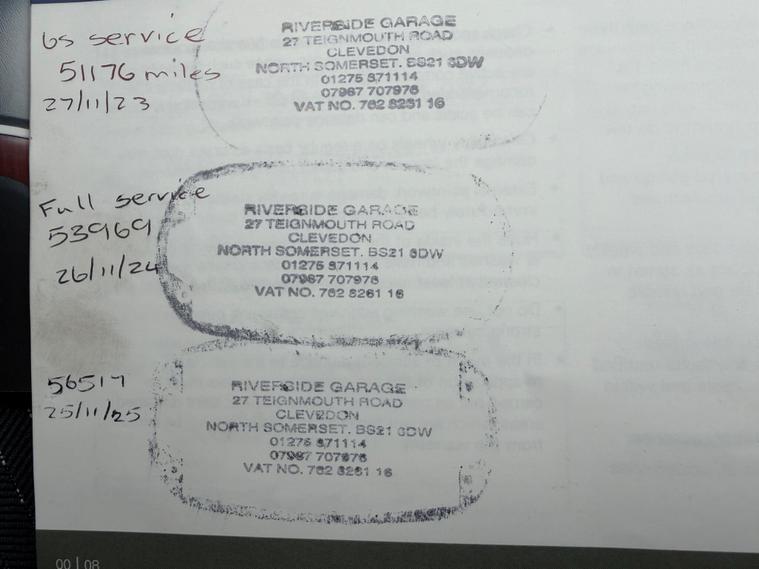 Gs service
51176 miles
27/11/23
RIVERSIDE GARAGE
27 TEIGNMOUTH ROAD
CLEVEDON
NORTH SOMERSET. BS21 6DW
01275 871114
07967 707976
VAT NO. 762 8261 16
Full service
53969
26/11/24
RIVERSIDE GARAGE
27 TEIGNMOUTH ROAD
CLEVEDON
NORTH SOMERSET. BS21 6DW
01275 871114
07967 707976
VAT NO. 762 8261 16
56517
25/11/25
RIVERSIDE GARAGE
27 TEIGNMOUTH ROAD
CLEVEDON
NORTH SOMERSET. BS21 6DW
01275 871114
07967 707976
VAT NO. 762 8261 16
00 | 08